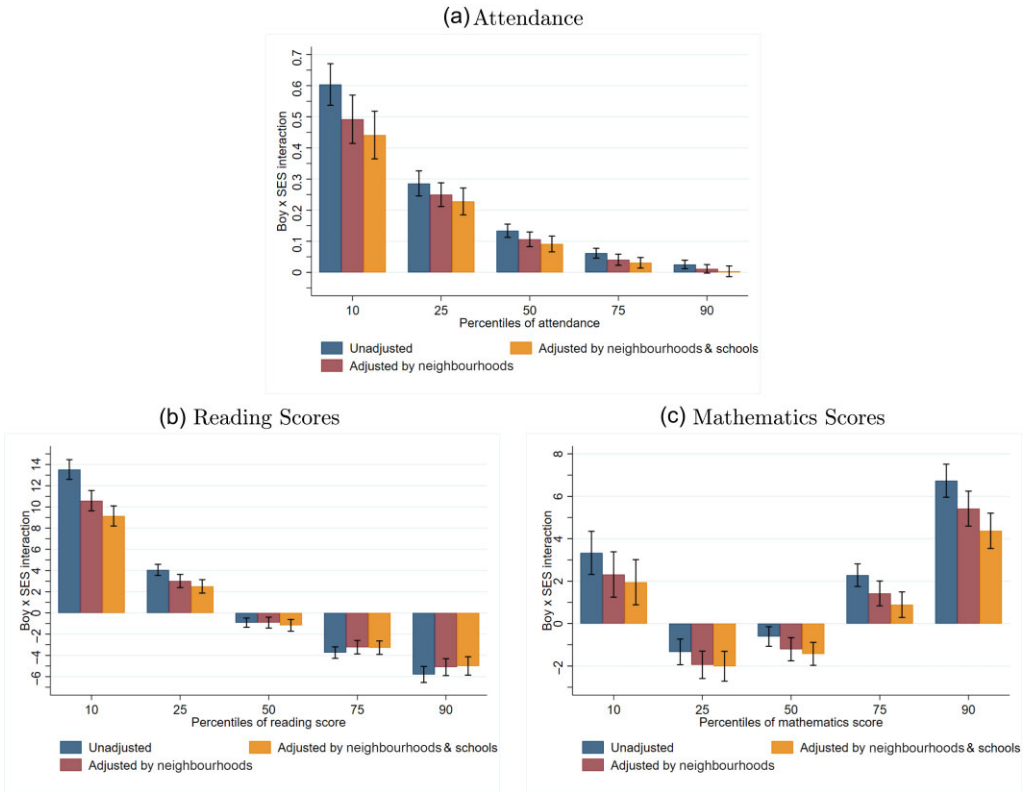 (a) Attendance
Boy x SES interaction
0.7
0.6
0.5
0.4
0.3
0.2
0.1
0
10 25 50 75 90
Percentiles of attendance
Unadjusted
Adjusted by neighbourhoods & schools
Adjusted by neighbourhoods
(b) Reading Scores
Boy x SES interaction
14
12
10
8
6
4
2
0
-2
-4
-6
10 25 50 75 90
Percentiles of reading score
Unadjusted
Adjusted by neighbourhoods & schools
Adjusted by neighbourhoods
(c) Mathematics Scores
Boy x SES interaction
8
6
4
2
0
-2
10 25 50 75 90
Percentiles of mathematics score
Unadjusted
Adjusted by neighbourhoods & schools
Adjusted by neighbourhoods